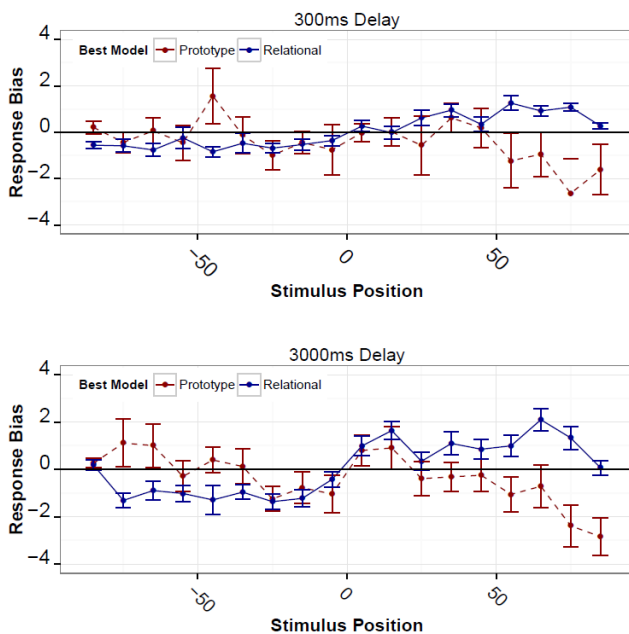 300ms Delay
Best Model Prototype Relational
Response Bias
4
2
0
−2
−4
−50
0
50
Stimulus Position
3000ms Delay
Best Model Prototype Relational
Response Bias
4
2
0
−2
−4
−50
0
50
Stimulus Position